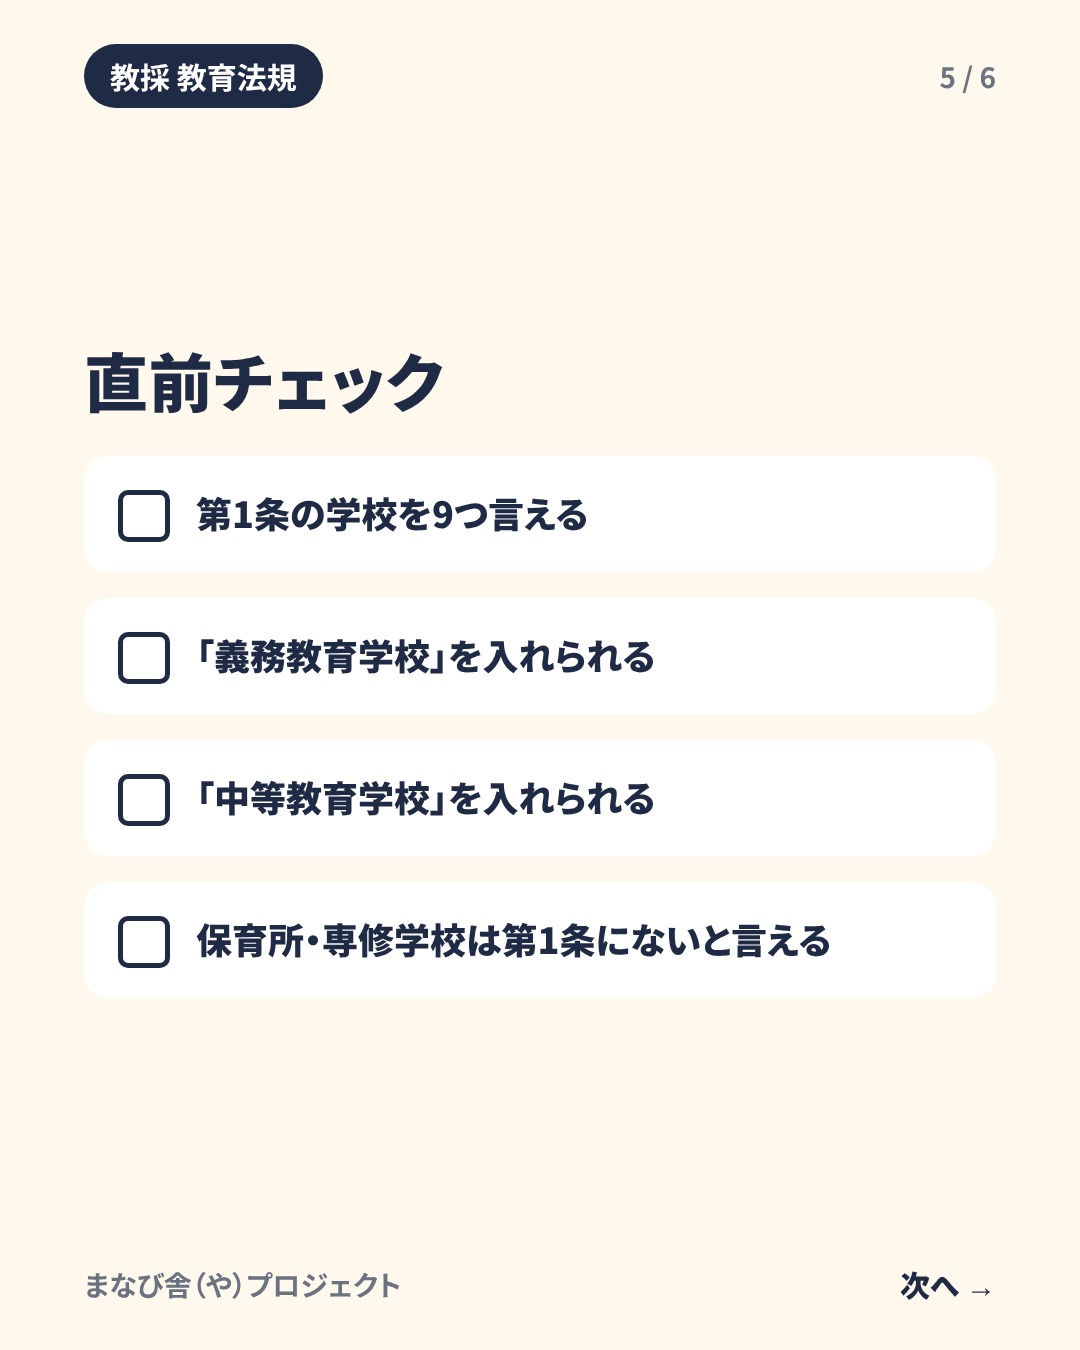 教採 教育法規
5 / 6
直前チェック
第1条の学校を9つ言える
「義務教育学校」を入れられる
「中等教育学校」を入れられる
保育所・専修学校は第1条にないと言える
まなび舎（や）プロジェクト
次へ →